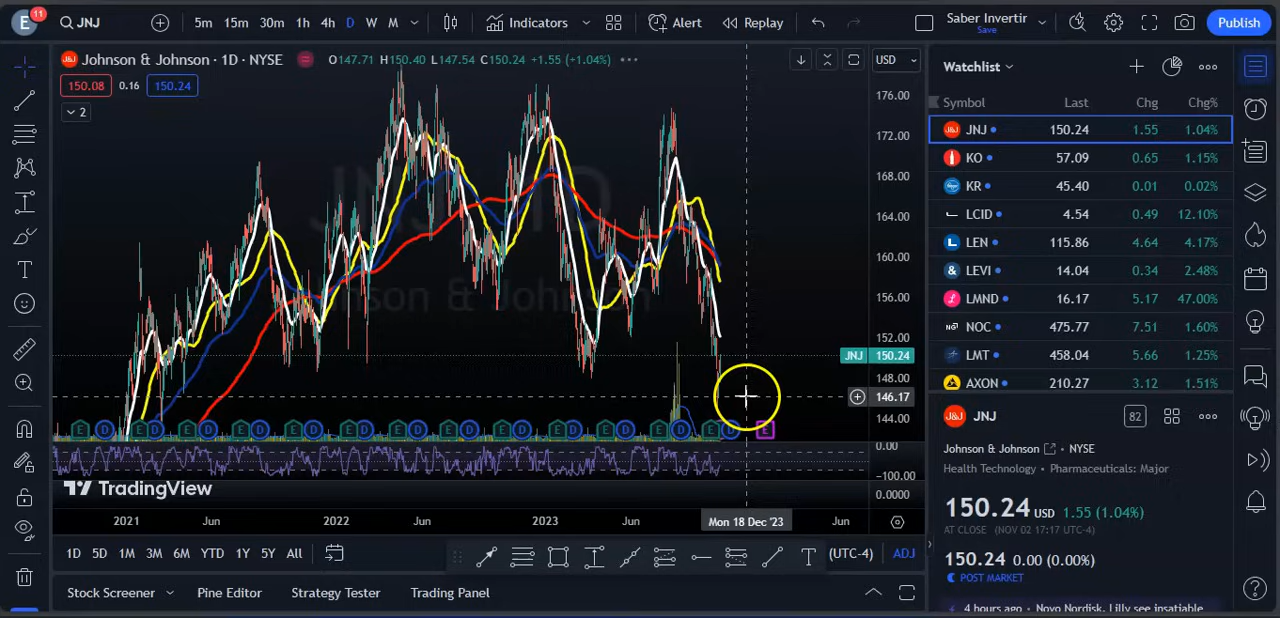 E 11 JNJ 5m 15m 30m 1h 4h D W M Indicators Alert Replay Saber Invertir Save Publish
Johnson & Johnson · 1D · NYSE O147.71 H150.40 L147.54 C150.24 +1.55 (+1.04%) USD
150.08 0.16 150.24
2
176.00
172.00
168.00
164.00
160.00
156.00
152.00
JNJ 150.24
148.00
146.17
144.00
E D E D E D E D E D E D E D E D E D E D E D E D E
0.00
−100.00
0.0000
TradingView
2021 Jun 2022 Jun 2023 Jun Mon 18 Dec '23 Jun
1D 5D 1M 3M 6M YTD 1Y 5Y All T (UTC-4) ADJ
Stock Screener Pine Editor Strategy Tester Trading Panel
Watchlist
Symbol Last Chg Chg%
J&J JNJ 150.24 1.55 1.04%
KO 57.09 0.65 1.15%
KR 45.40 0.01 0.02%
LCID 4.54 0.49 12.10%
L LEN 115.86 4.64 4.17%
& LEVI 14.04 0.34 2.48%
LMND 16.17 5.17 47.00%
NOC 475.77 7.51 1.60%
LMT 458.04 5.66 1.25%
AXON 210.27 3.12 1.51%
J&J JNJ 82
Johnson & Johnson • NYSE
Health Technology • Pharmaceuticals: Major
150.24 USD 1.55 (1.04%)
AT CLOSE (NOV 02 17:17 UTC-4)
150.24 0.00 (0.00%)
POST MARKET
4 hours ago • Novo Nordisk, Lilly see insatiable